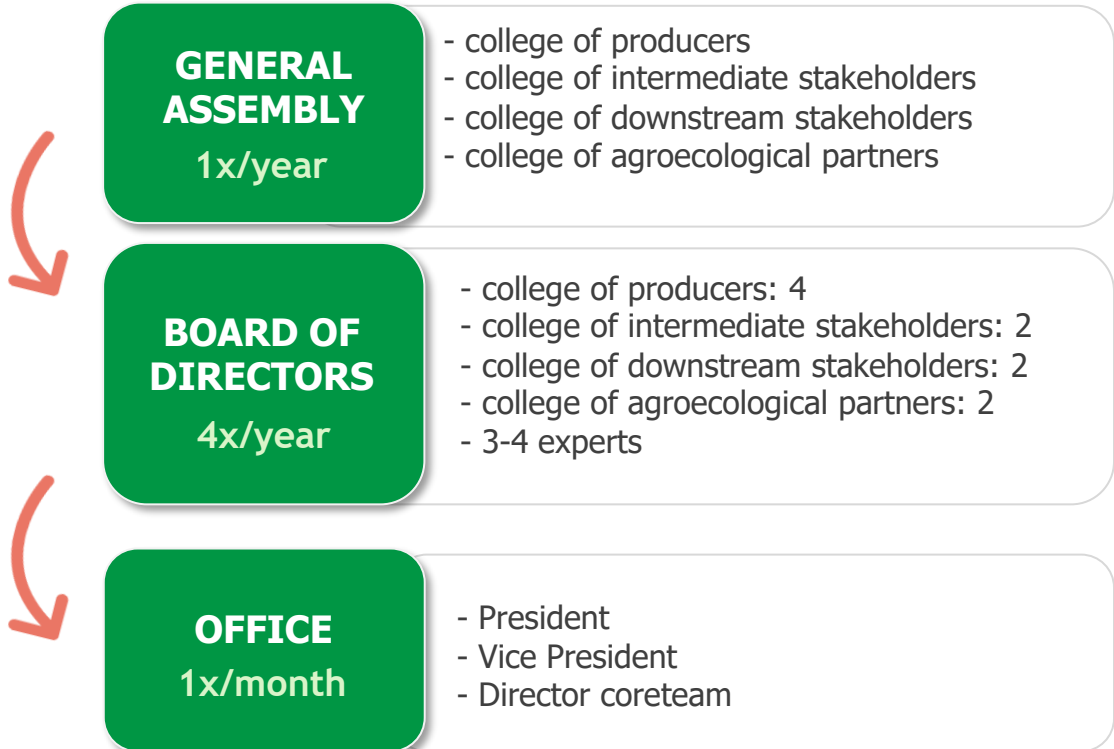 GENERAL
ASSEMBLY
1x/year
- college of producers
- college of intermediate stakeholders
- college of downstream stakeholders
- college of agroecological partners
BOARD OF
DIRECTORS
4x/year
- college of producers: 4
- college of intermediate stakeholders: 2
- college of downstream stakeholders: 2
- college of agroecological partners: 2
- 3-4 experts
OFFICE
1x/month
- President
- Vice President
- Director coreteam